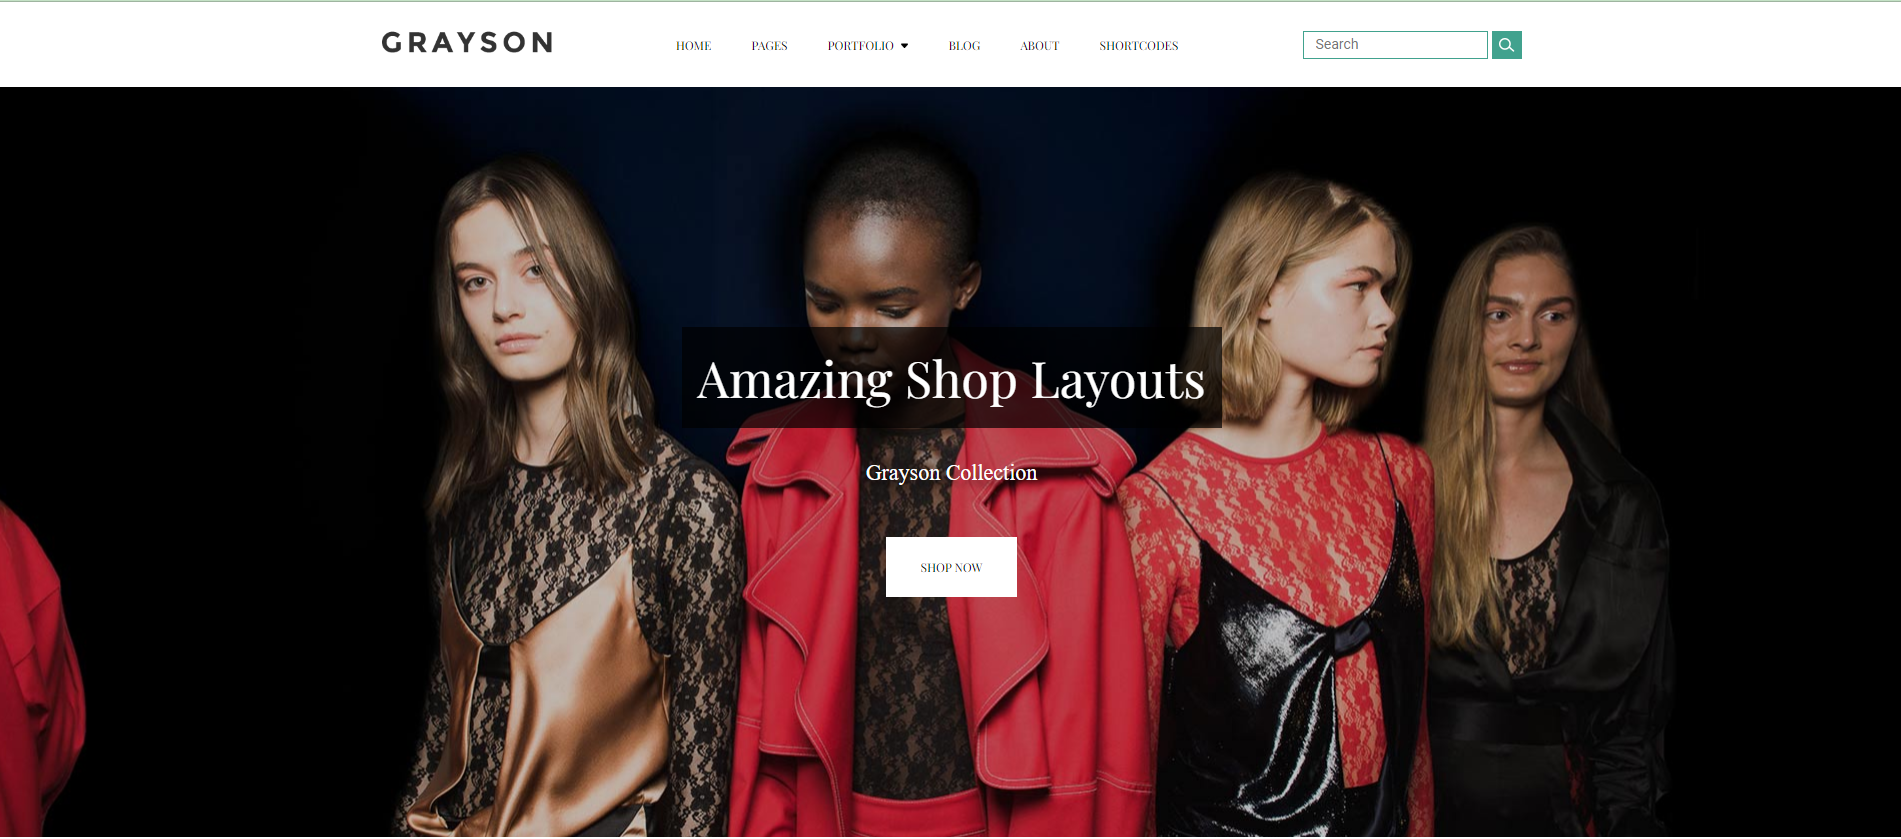 GRAYSON
HOME PAGES PORTFOLIO BLOG ABOUT SHORTCODES
Search
Amazing Shop Layouts
Grayson Collection
SHOP NOW